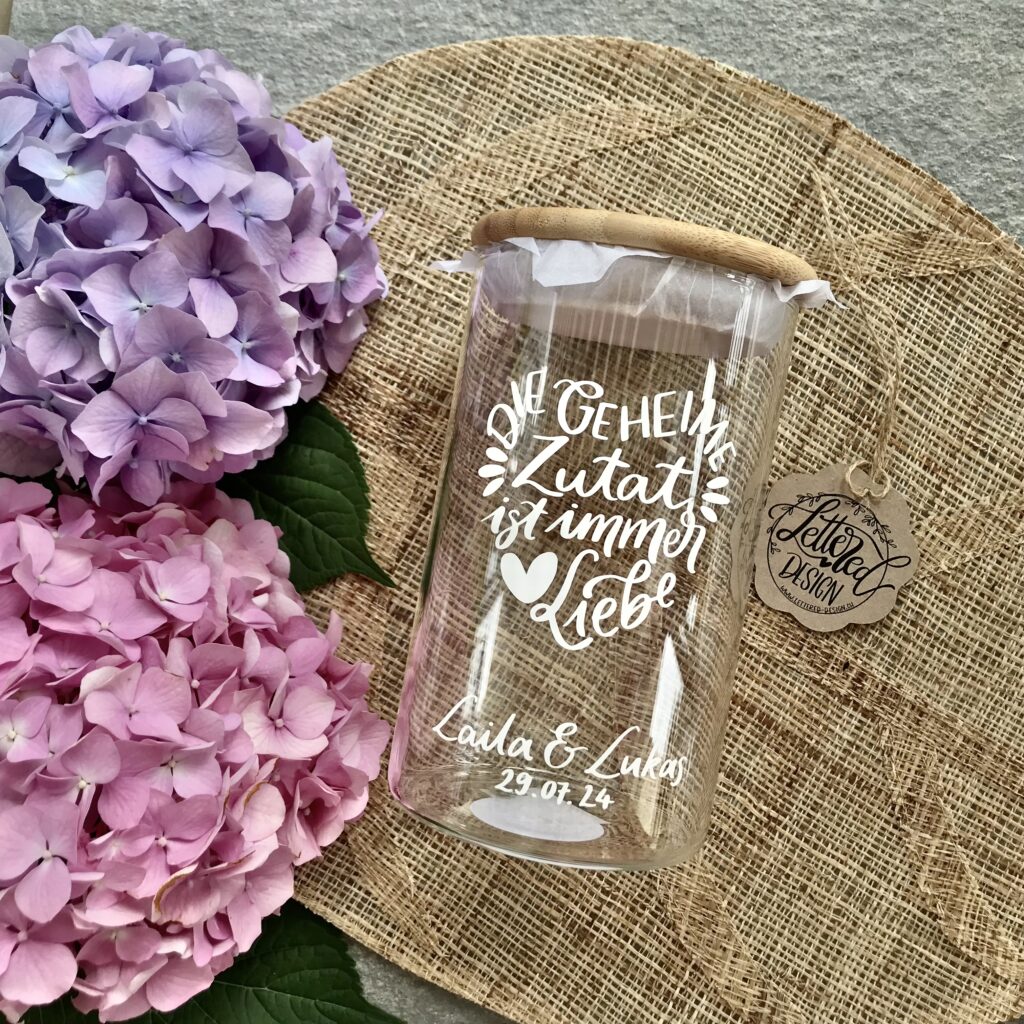 DIE GEHEIME
Zutat
ist immer
Liebe
Laila & Lukas
29.07.24
Lettered
DESIGN